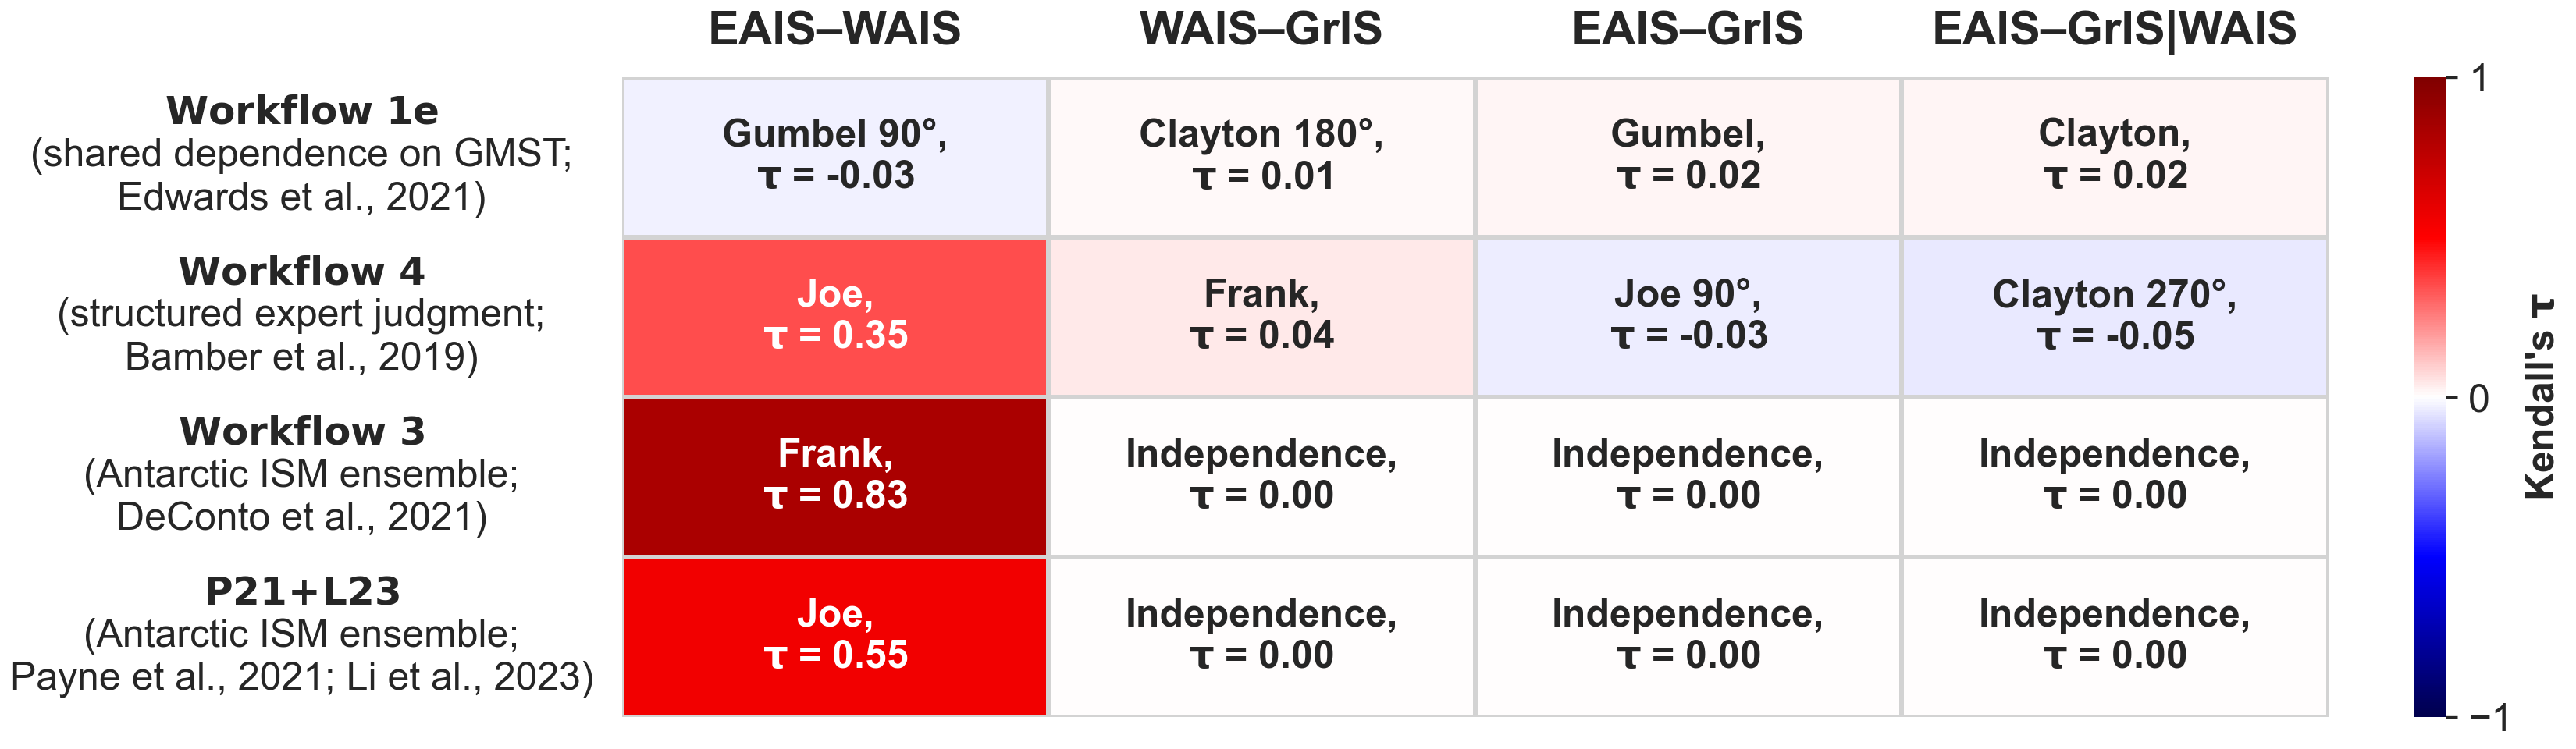 EAIS–WAIS
WAIS–GrIS
EAIS–GrIS
EAIS–GrIS|WAIS
Workflow 1e
(shared dependence on GMST;
Edwards et al., 2021)
Gumbel 90°,
τ = -0.03
Clayton 180°,
τ = 0.01
Gumbel,
τ = 0.02
Clayton,
τ = 0.02
Workflow 4
(structured expert judgment;
Bamber et al., 2019)
Joe,
τ = 0.35
Frank,
τ = 0.04
Joe 90°,
τ = -0.03
Clayton 270°,
τ = -0.05
Workflow 3
(Antarctic ISM ensemble;
DeConto et al., 2021)
Frank,
τ = 0.83
Independence,
τ = 0.00
Independence,
τ = 0.00
Independence,
τ = 0.00
P21+L23
(Antarctic ISM ensemble;
Payne et al., 2021; Li et al., 2023)
Joe,
τ = 0.55
Independence,
τ = 0.00
Independence,
τ = 0.00
Independence,
τ = 0.00
1
0
−1
Kendall's τ